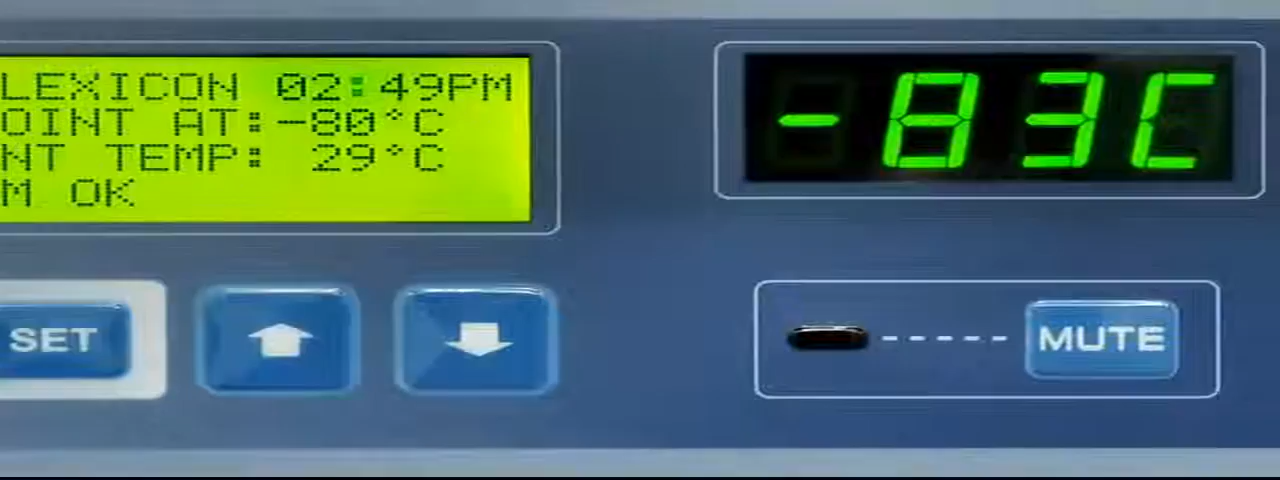 LEXICON 02:49PM
OINT AT:-80°C
NT TEMP: 29°C
M OK
-83C
SET
MUTE